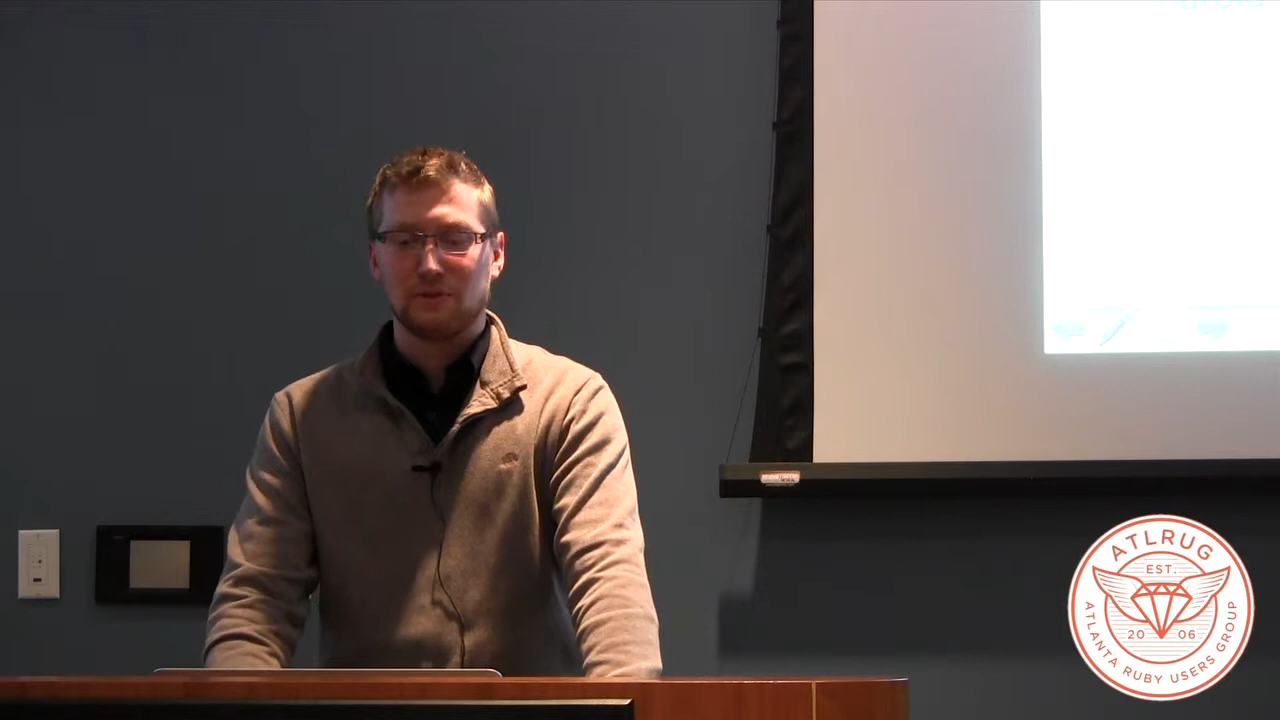 ATLRUG
EST.
20 06
ATLANTA RUBY USERS GROUP